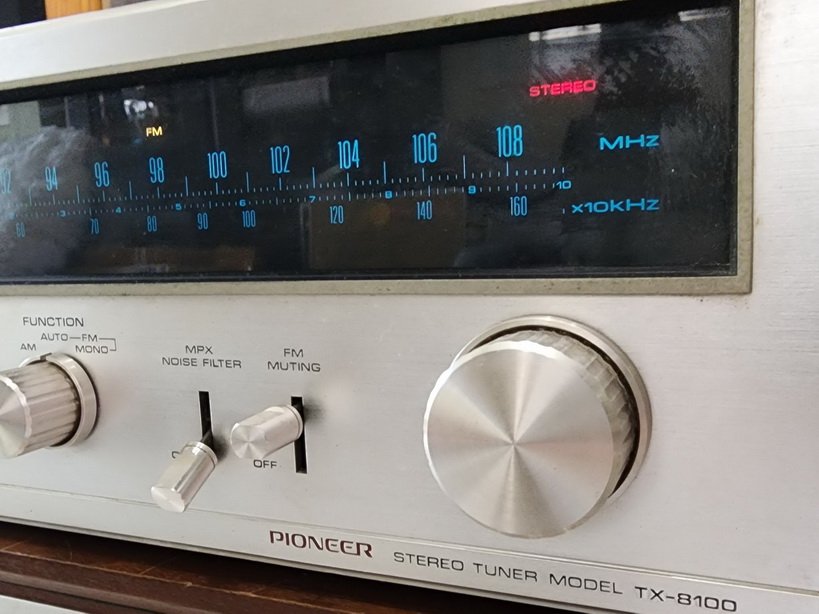 STEREO
FM
94 96 98 100 102 104 106 108 MHz
3 4 5 6 7 8 9 10
60 70 80 90 100 120 140 160 x10kHz
FUNCTION
AUTO FM
AM MONO
MPX
NOISE FILTER
FM
MUTING
OFF
PIONEER STEREO TUNER MODEL TX-8100